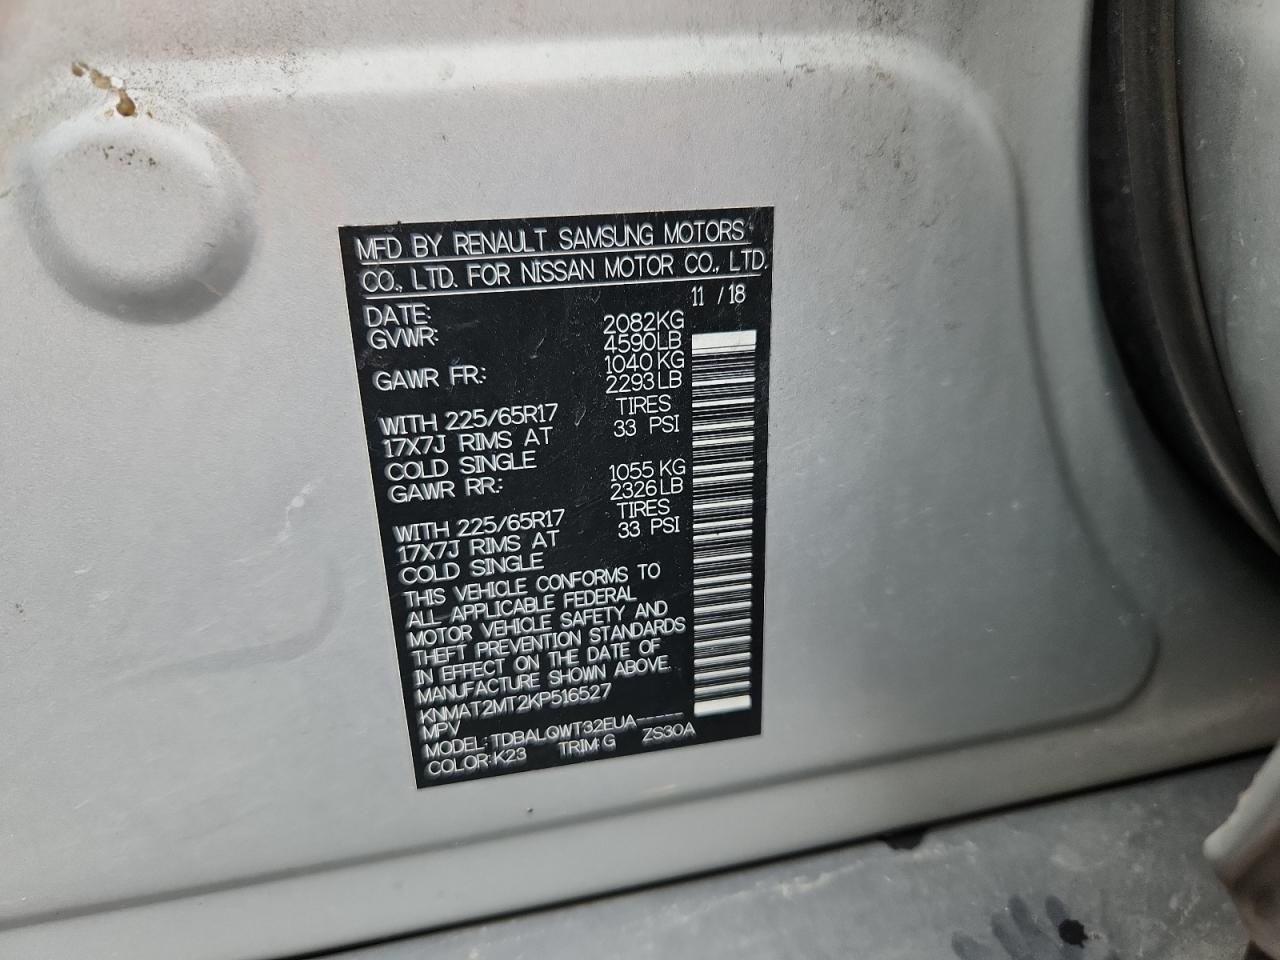 MFD BY RENAULT SAMSUNG MOTORS
CO., LTD. FOR NISSAN MOTOR CO., LTD.
DATE: 11 / 18
GVWR: 2082KG
4590LB
GAWR FR: 1040 KG
2293LB
WITH 225/65R17 TIRES
17X7J RIMS AT 33 PSI
COLD SINGLE
GAWR RR: 1055 KG
2326LB
WITH 225/65R17 TIRES
17X7J RIMS AT 33 PSI
COLD SINGLE
THIS VEHICLE CONFORMS TO
ALL APPLICABLE FEDERAL
MOTOR VEHICLE SAFETY AND
THEFT PREVENTION STANDARDS
IN EFFECT ON THE DATE OF
MANUFACTURE SHOWN ABOVE.
KNMAT2MT2KP516527
MPV
MODEL: TDBALQWT32EUA-----
COLOR: K23 TRIM: G ZS30A